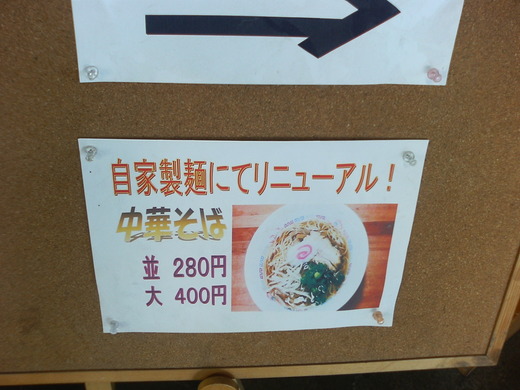 自家製麺にてリニューアル！
中華そば
並 280円
大 400円